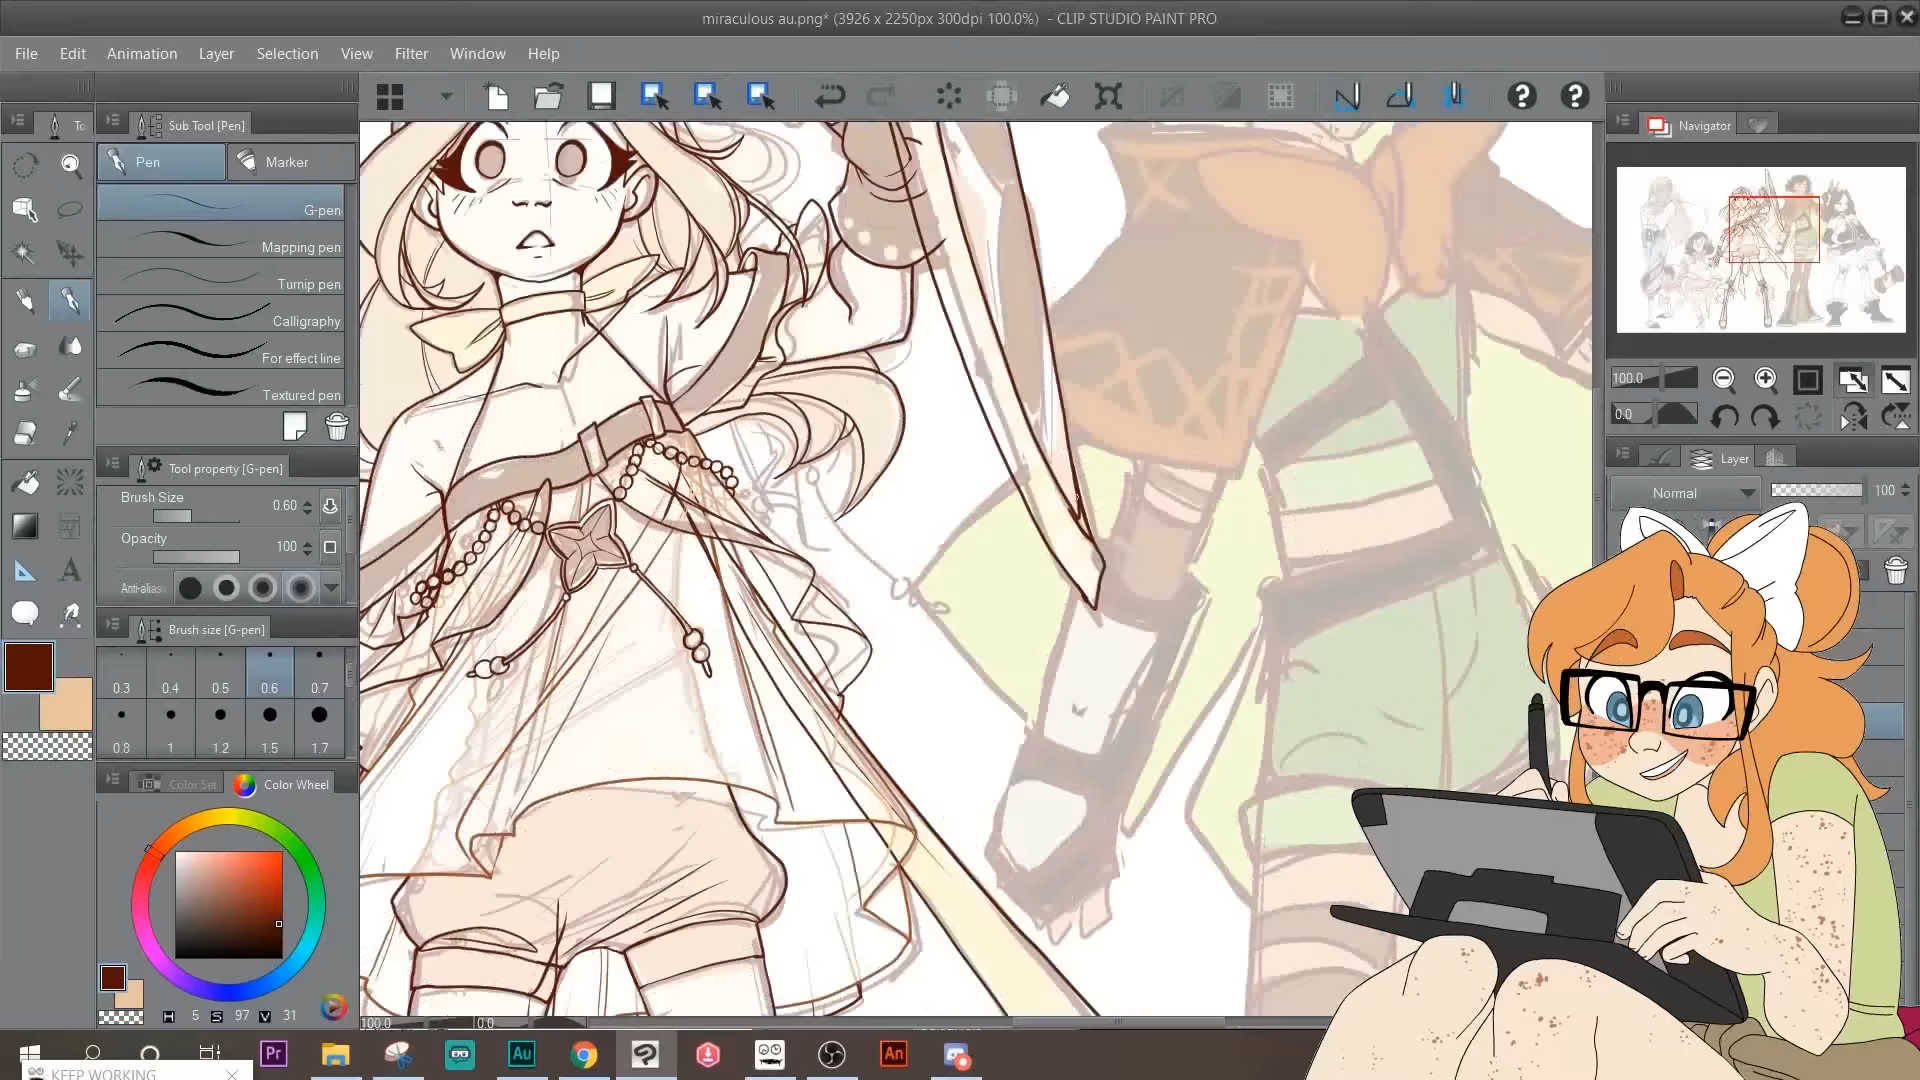 miraculous au.png* (3926 x 2250px 300dpi 100.0%) - CLIP STUDIO PAINT PRO
File Edit Animation Layer Selection View Filter Window Help
To
Sub Tool [Pen]
Navigator
Pen Marker
G-pen
Mapping pen
Turnip pen
Calligraphy
For effect line
Textured pen
100.0
0.0
Layer
Tool property [G-pen]
Normal 100
Brush Size 0.60
Opacity 100
Anti-alias
Brush size [G-pen]
0.3 0.4 0.5 0.6 0.7
0.8 1 1.2 1.5 1.7
Color Set Color Wheel
H 5 S 97 V 31
100.0 0.0
Pr Au An
KEEP WORKING